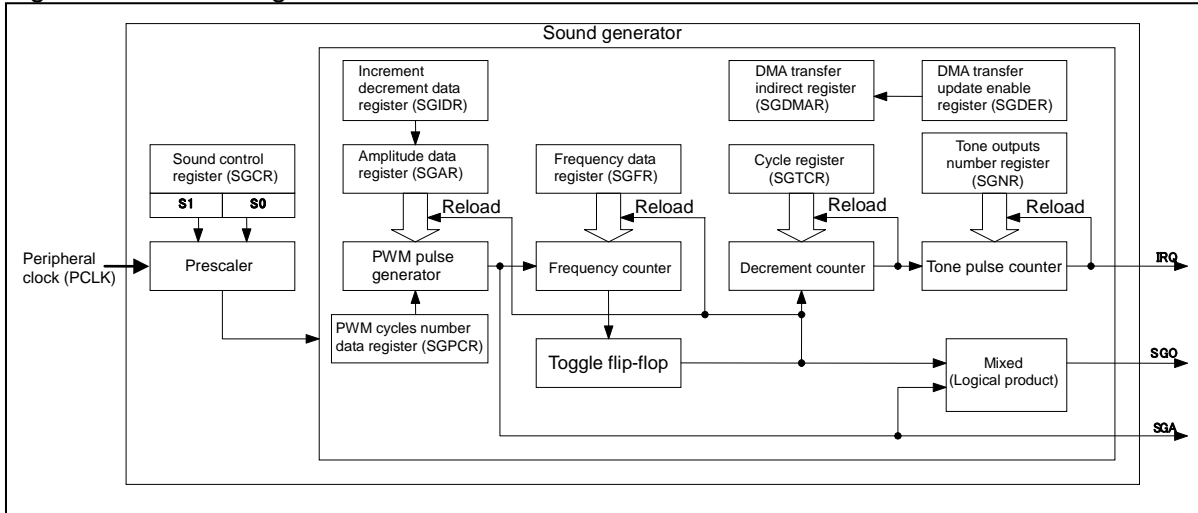 Sound generator
Increment
decrement data
register (SGIDR)
DMA transfer
indirect register
(SGDMAR)
DMA transfer
update enable
register (SGDER)
Sound control
register (SGCR)
S1
S0
Amplitude data
register (SGAR)
Frequency data
register (SGFR)
Cycle register
(SGTCR)
Tone outputs
number register
(SGNR)
Reload
Reload
Reload
Reload
Peripheral
clock (PCLK)
Prescaler
PWM pulse
generator
Frequency counter
Decrement counter
Tone pulse counter
IRQ
PWM cycles number
data register (SGPCR)
Toggle flip-flop
Mixed
(Logical product)
SGO
SGA